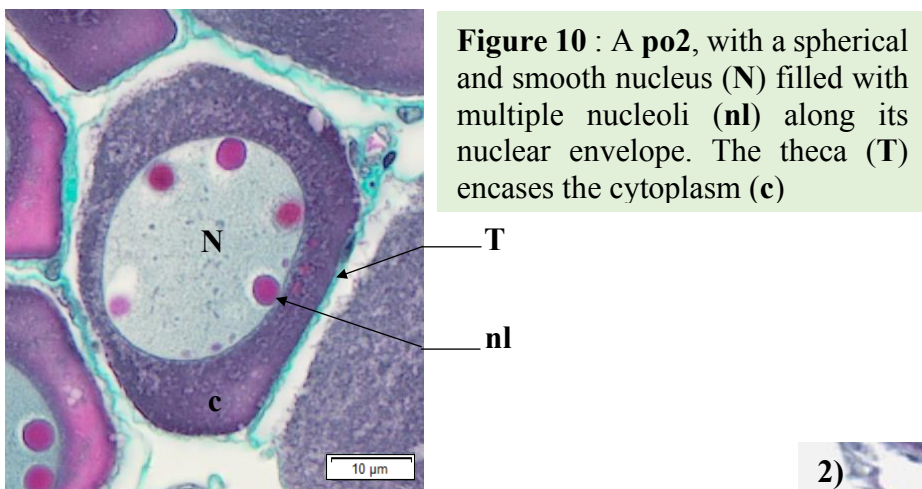 Figure 10 : A po2, with a spherical
and smooth nucleus (N) filled with
multiple nucleoli (nl) along its
nuclear envelope. The theca (T)
encases the cytoplasm (c)
N
T
nl
c
10 µm
2)